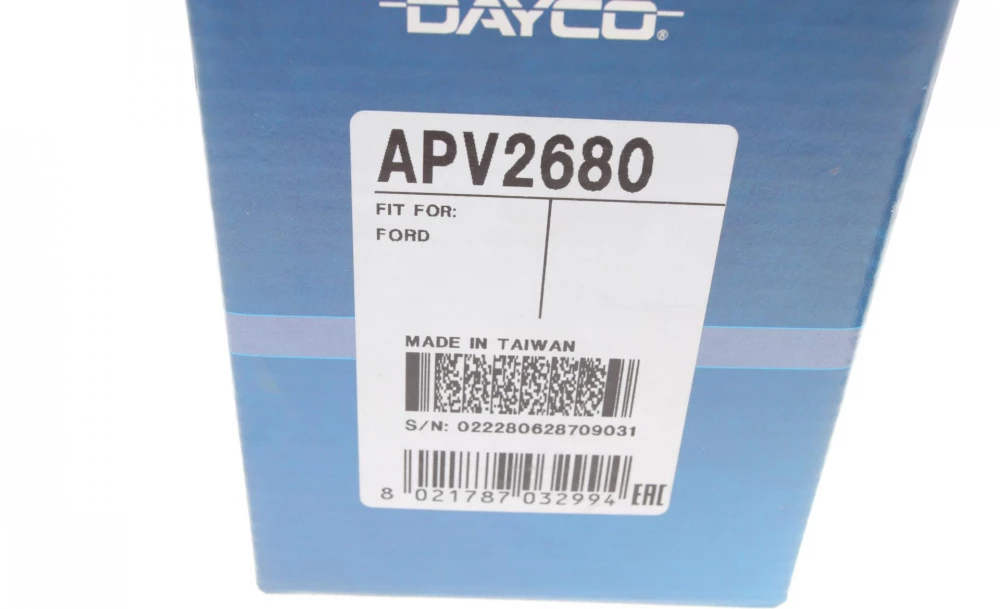 DAYCO®
APV2680
FIT FOR:
FORD
MADE IN TAIWAN
S/N: 022280628709031
8 021787 032994
EAC